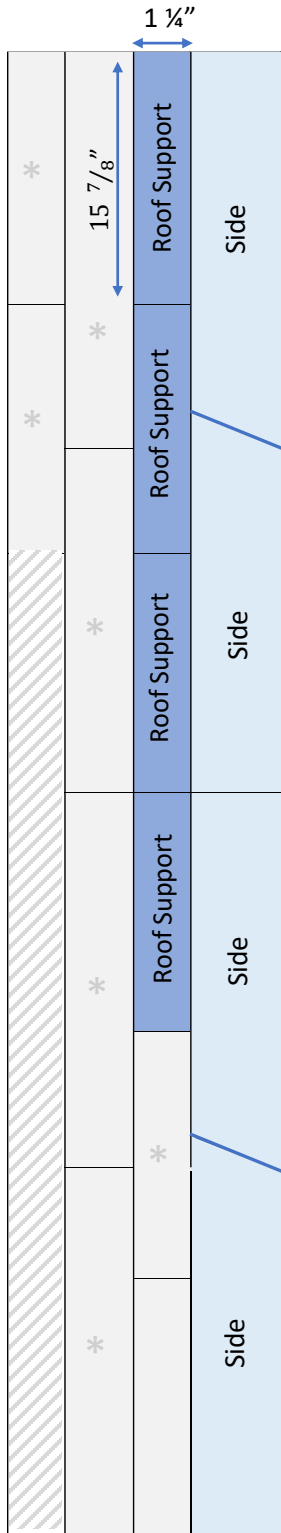 1 ¼”
15 ⁷/₈”
Roof Support
Side
*
*
Roof Support
*
Roof Support
Side
*
Roof Support
Side
*
*
Side
*